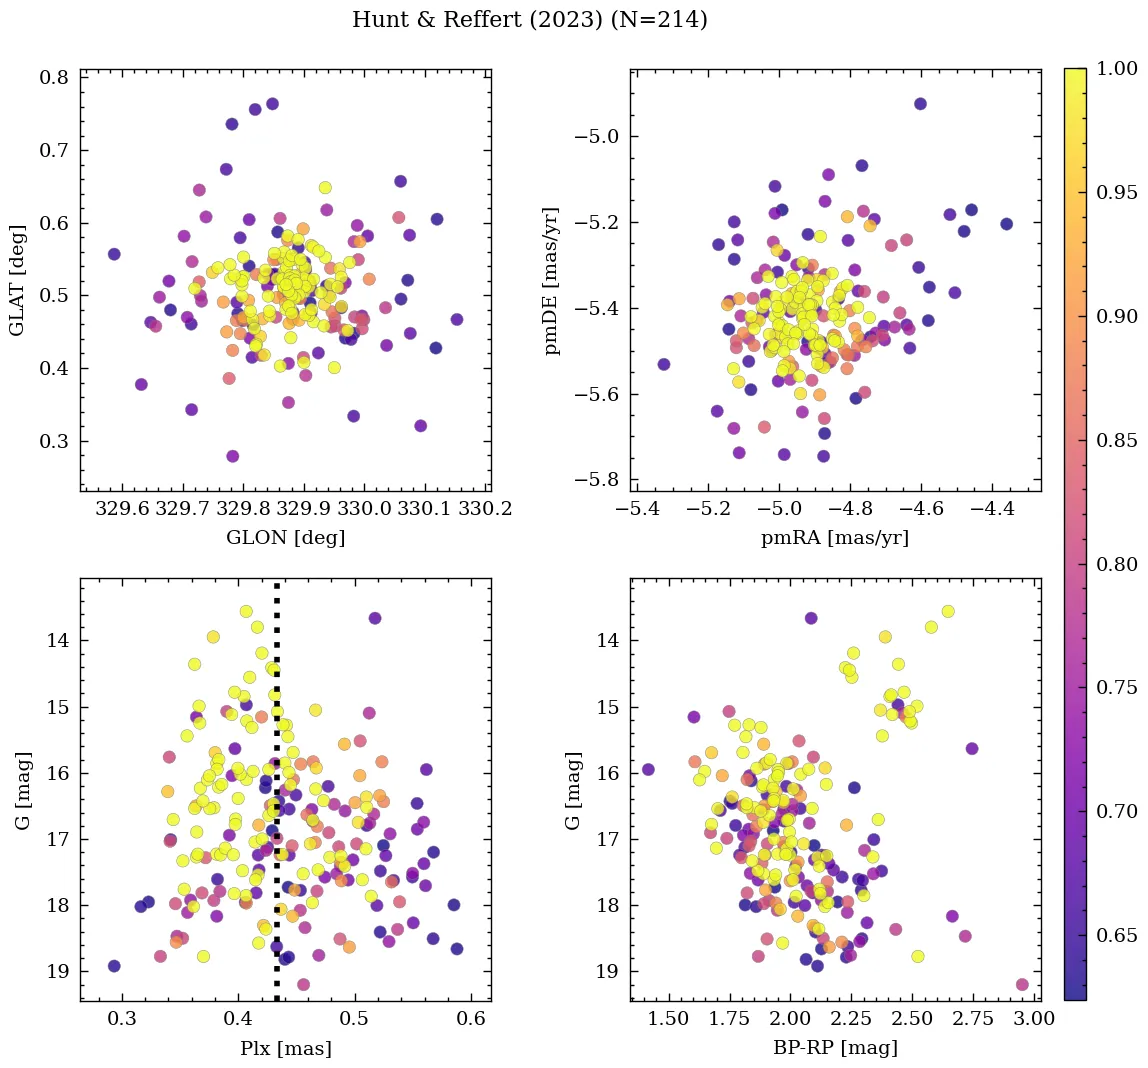 Hunt & Reffert (2023) (N=214)
0.8
0.7
0.6
0.5
0.4
0.3
GLAT [deg]
329.6 329.7 329.8 329.9 330.0 330.1 330.2
GLON [deg]
−5.0
−5.2
−5.4
−5.6
−5.8
pmDE [mas/yr]
−5.4 −5.2 −5.0 −4.8 −4.6 −4.4
pmRA [mas/yr]
14
15
16
17
18
19
G [mag]
0.3 0.4 0.5 0.6
Plx [mas]
14
15
16
17
18
19
G [mag]
1.50 1.75 2.00 2.25 2.50 2.75 3.00
BP-RP [mag]
1.00
0.95
0.90
0.85
0.80
0.75
0.70
0.65